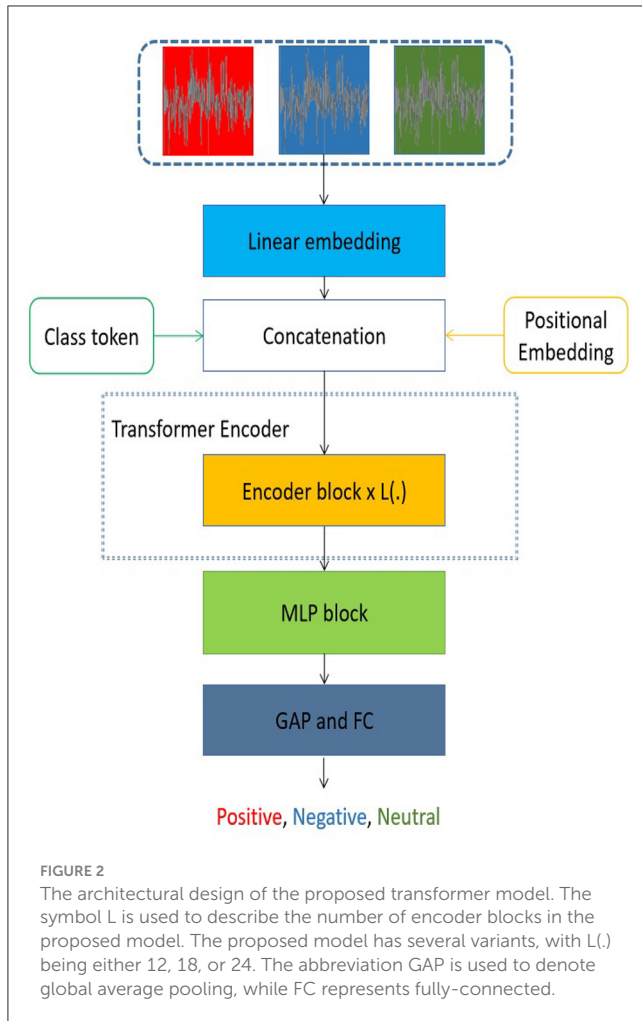 Linear embedding
Class token
Concatenation
Positional
Embedding
Transformer Encoder
Encoder block x L(.)
MLP block
GAP and FC
Positive, Negative, Neutral
FIGURE 2
The architectural design of the proposed transformer model. The
symbol L is used to describe the number of encoder blocks in the
proposed model. The proposed model has several variants, with L(.)
being either 12, 18, or 24. The abbreviation GAP is used to denote
global average pooling, while FC represents fully-connected.